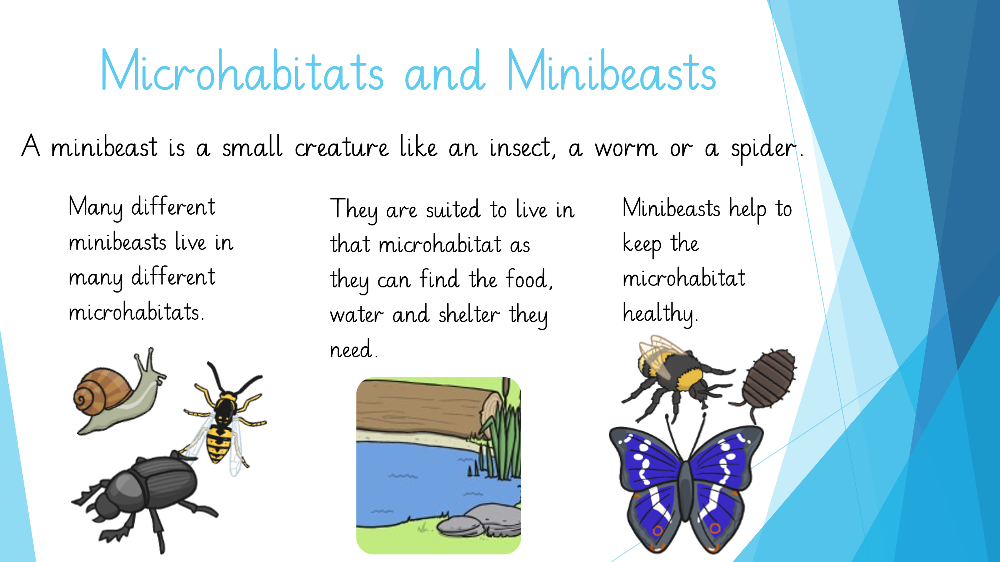 Microhabitats and Minibeasts
A minibeast is a small creature like an insect, a worm or a spider.
Many different
minibeasts live in
many different
microhabitats.
They are suited to live in
that microhabitat as
they can find the food,
water and shelter they
need.
Minibeasts help to
keep the
microhabitat
healthy.